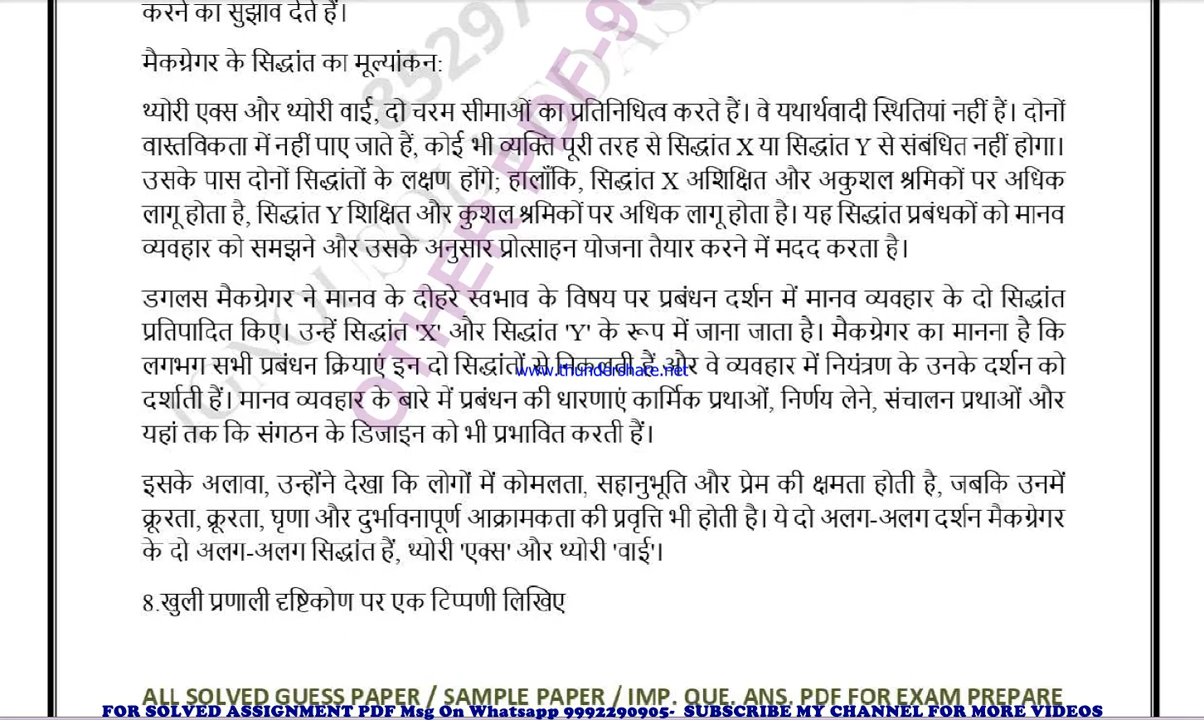 करने का सुझाव देते हैं।
मैकग्रेगर के सिद्धांत का मूल्यांकन:
थ्योरी एक्स और थ्योरी वाई, दो चरम सीमाओं का प्रतिनिधित्व करते हैं। वे यथार्थवादी स्थितियां नहीं हैं। दोनों
वास्तविकता में नहीं पाए जाते हैं, कोई भी व्यक्ति पूरी तरह से सिद्धांत X या सिद्धांत Y से संबंधित नहीं होगा।
उसके पास दोनों सिद्धांतों के लक्षण होंगे; हालाँकि, सिद्धांत X अशिक्षित और अकुशल श्रमिकों पर अधिक
लागू होता है, सिद्धांत Y शिक्षित और कुशल श्रमिकों पर अधिक लागू होता है। यह सिद्धांत प्रबंधकों को मानव
व्यवहार को समझने और उसके अनुसार प्रोत्साहन योजना तैयार करने में मदद करता है।
डगलस मैकग्रेगर ने मानव के दोहरे स्वभाव के विषय पर प्रबंधन दर्शन में मानव व्यवहार के दो सिद्धांत
प्रतिपादित किए। उन्हें सिद्धांत 'X' और सिद्धांत 'Y' के रूप में जाना जाता है। मैकग्रेगर का मानना है कि
लगभग सभी प्रबंधन क्रियाएं इन दो सिद्धांतों से निकलती हैं और वे व्यवहार में नियंत्रण के उनके दर्शन को
www.thundershare.net
दर्शाती हैं। मानव व्यवहार के बारे में प्रबंधन की धारणाएं कार्मिक प्रथाओं, निर्णय लेने, संचालन प्रथाओं और
यहां तक कि संगठन के डिजाइन को भी प्रभावित करती हैं।
इसके अलावा, उन्होंने देखा कि लोगों में कोमलता, सहानुभूति और प्रेम की क्षमता होती है, जबकि उनमें
क्रूरता, क्रूरता, घृणा और दुर्भावनापूर्ण आक्रामकता की प्रवृत्ति भी होती है। ये दो अलग-अलग दर्शन मैकग्रेगर
के दो अलग-अलग सिद्धांत हैं, थ्योरी 'एक्स' और थ्योरी 'वाई'।
8.खुली प्रणाली दृष्टिकोण पर एक टिप्पणी लिखिए
ALL SOLVED GUESS PAPER / SAMPLE PAPER / IMP. QUE. ANS. PDF FOR EXAM PREPARE
FOR SOLVED ASSIGNMENT PDF Msg On Whatsapp 9992290905- SUBSCRIBE MY CHANNEL FOR MORE VIDEOS
OTHER PDF-9
85297